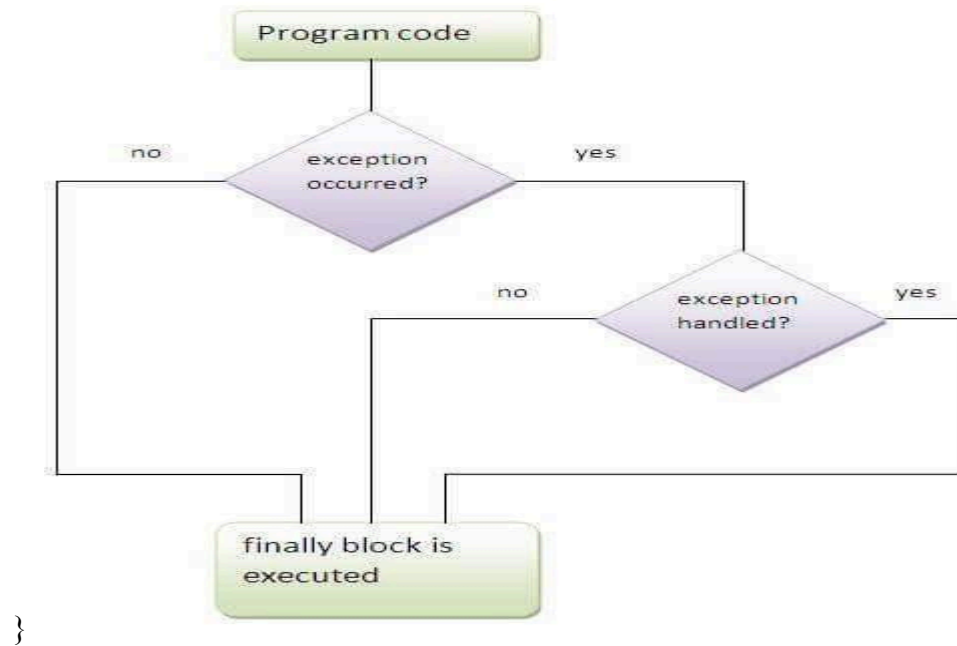 Program code
no
exception
occurred?
yes
no
exception
handled?
yes
finally block is
executed
}